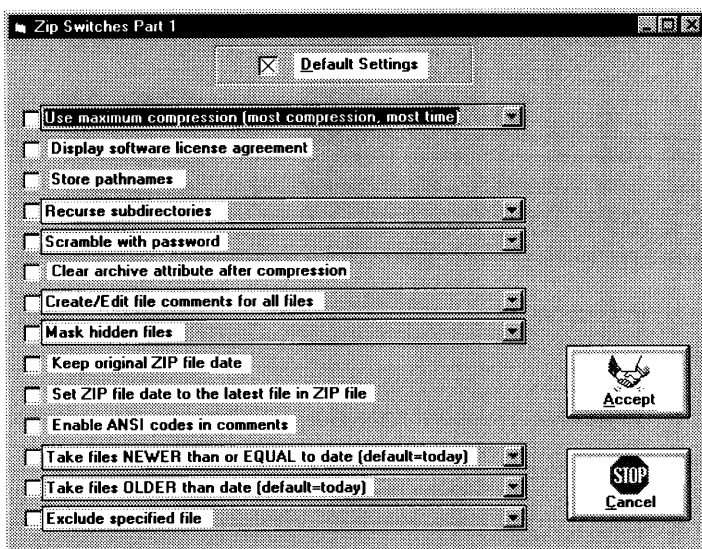 Zip Switches Part 1
Default Settings
Use maximum compression (most compression, most time)
Display software license agreement
Store pathnames
Recurse subdirectories
Scramble with password
Clear archive attribute after compression
Create/Edit file comments for all files
Mask hidden files
Keep original ZIP file date
Set ZIP file date to the latest file in ZIP file
Enable ANSI codes in comments
Take files NEWER than or EQUAL to date (default=today)
Take files OLDER than date (default=today)
Exclude specified file
Accept
STOP
Cancel